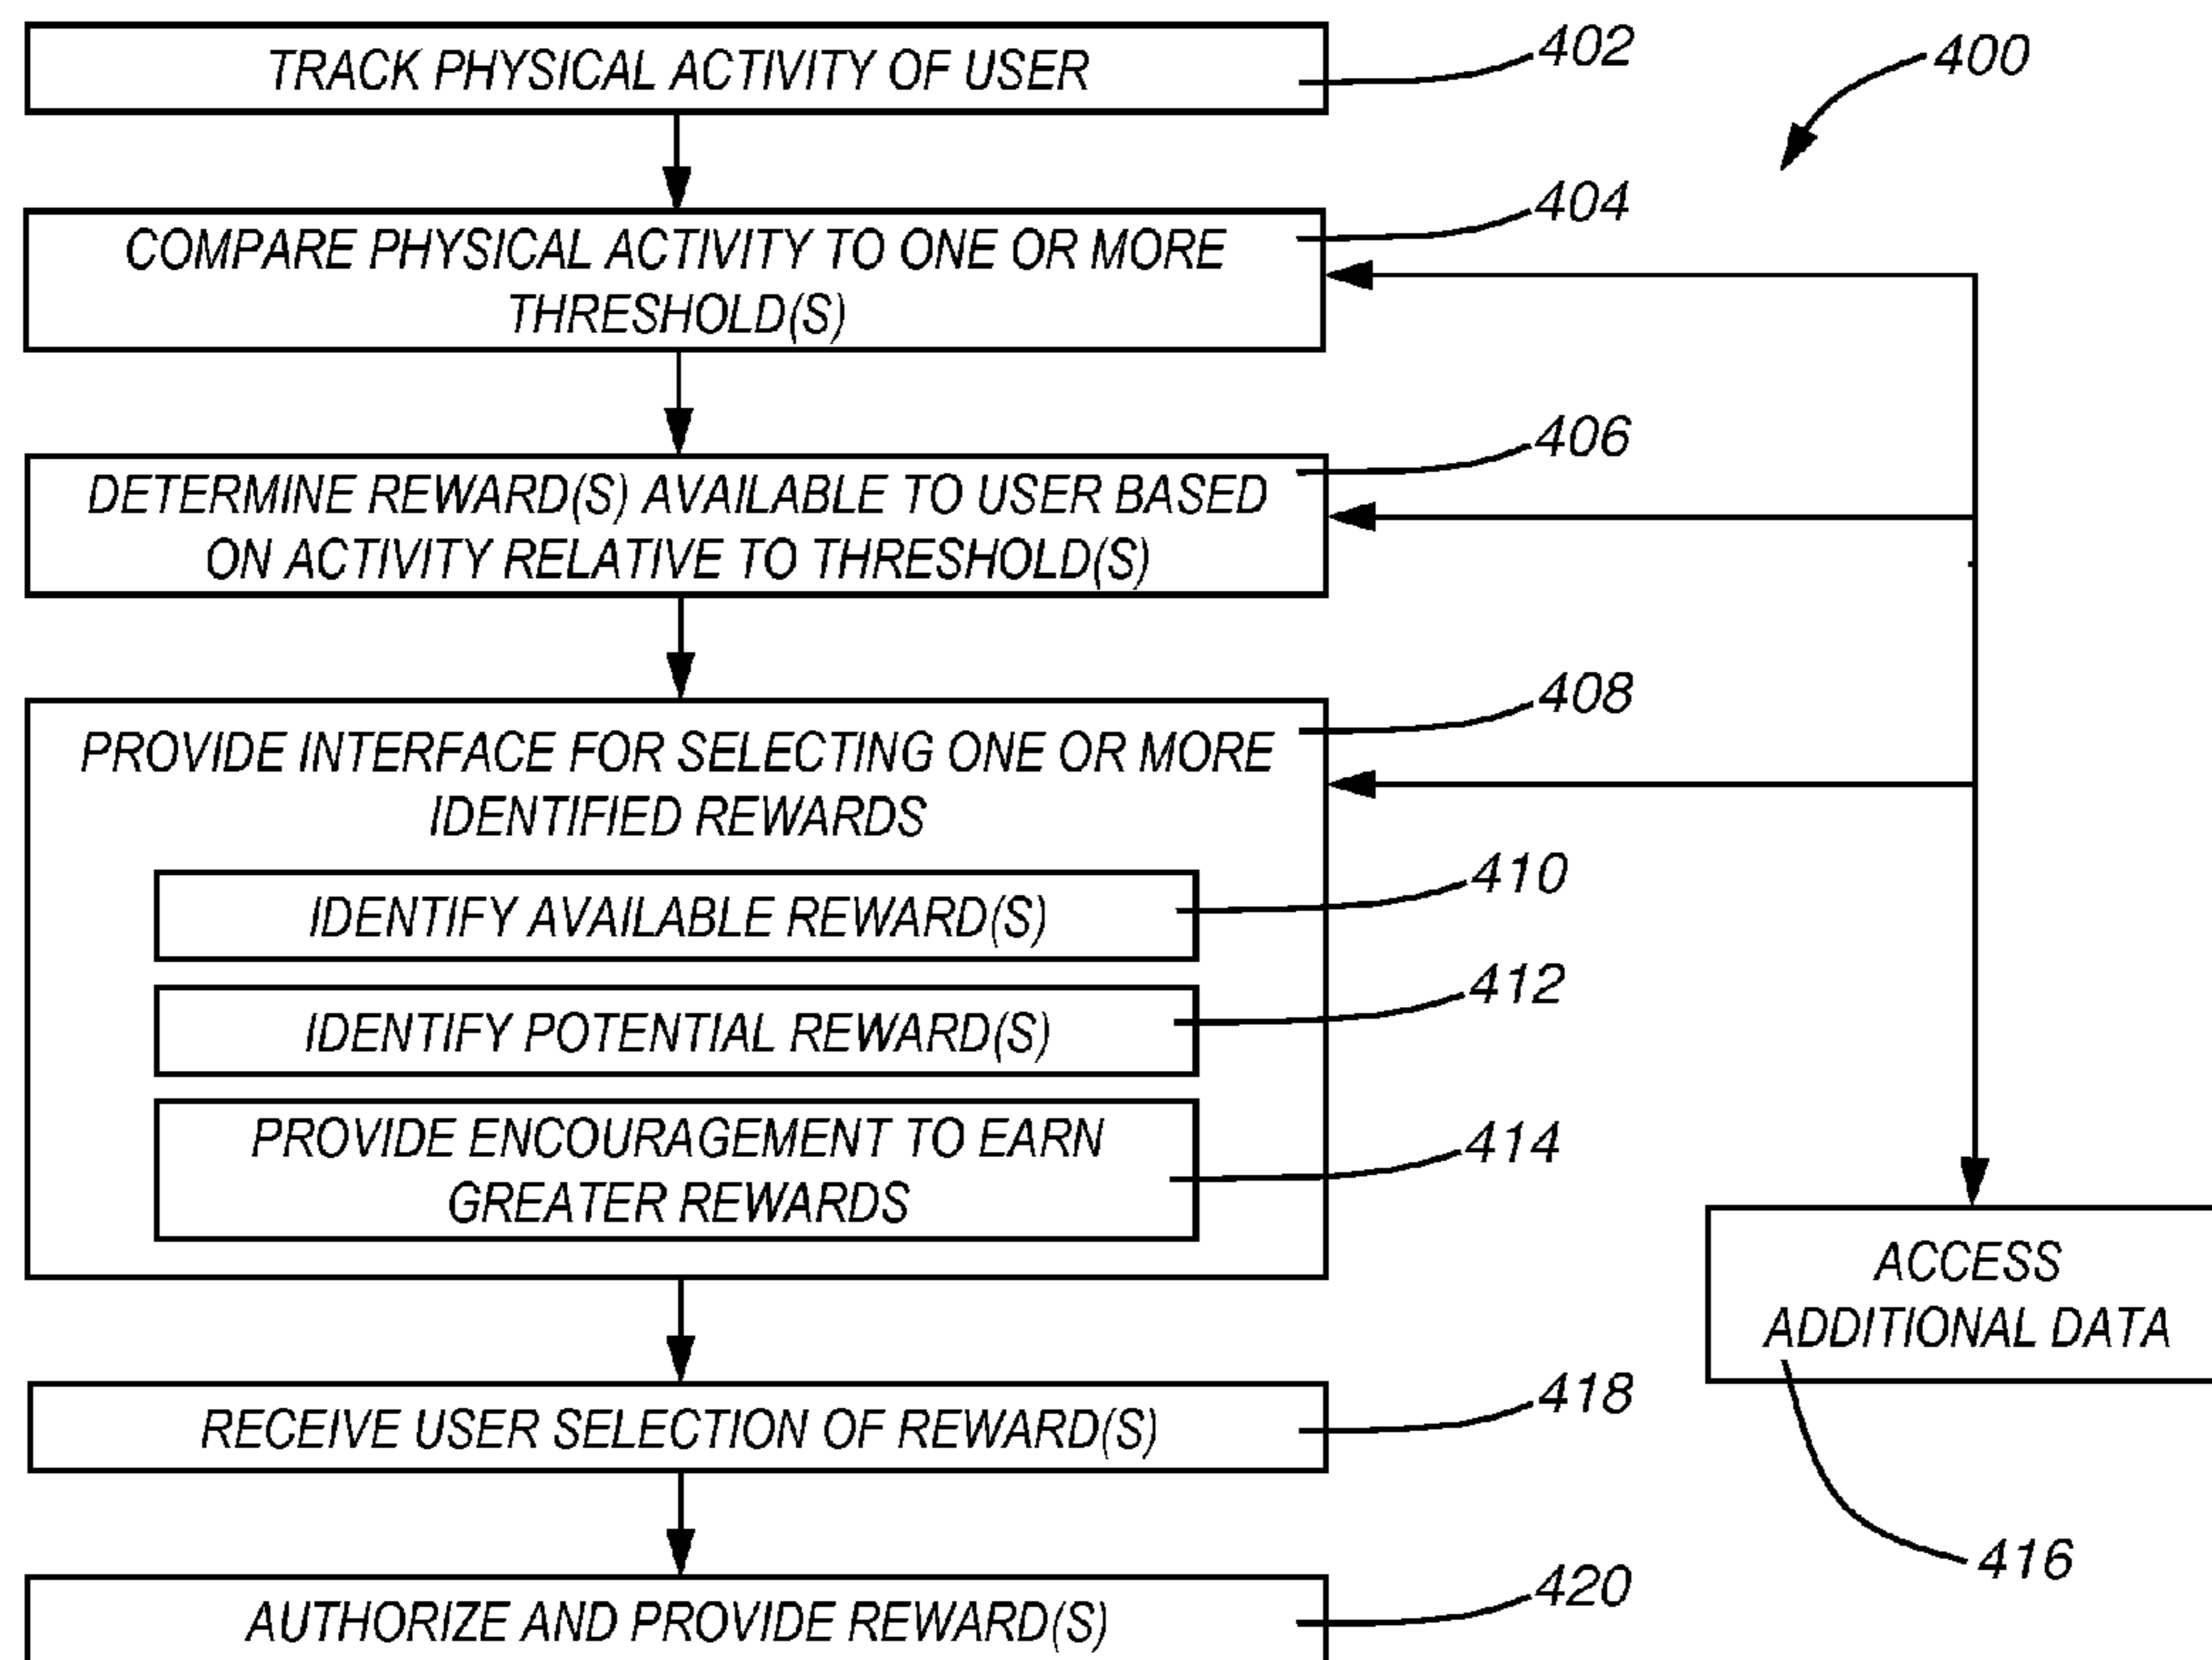 TRACK PHYSICAL ACTIVITY OF USER
402
400
COMPARE PHYSICAL ACTIVITY TO ONE OR MORE
THRESHOLD(S)
404
DETERMINE REWARD(S) AVAILABLE TO USER BASED
ON ACTIVITY RELATIVE TO THRESHOLD(S)
406
PROVIDE INTERFACE FOR SELECTING ONE OR MORE
IDENTIFIED REWARDS
408
IDENTIFY AVAILABLE REWARD(S)
410
IDENTIFY POTENTIAL REWARD(S)
412
PROVIDE ENCOURAGEMENT TO EARN
GREATER REWARDS
414
ACCESS
ADDITIONAL DATA
416
RECEIVE USER SELECTION OF REWARD(S)
418
AUTHORIZE AND PROVIDE REWARD(S)
420